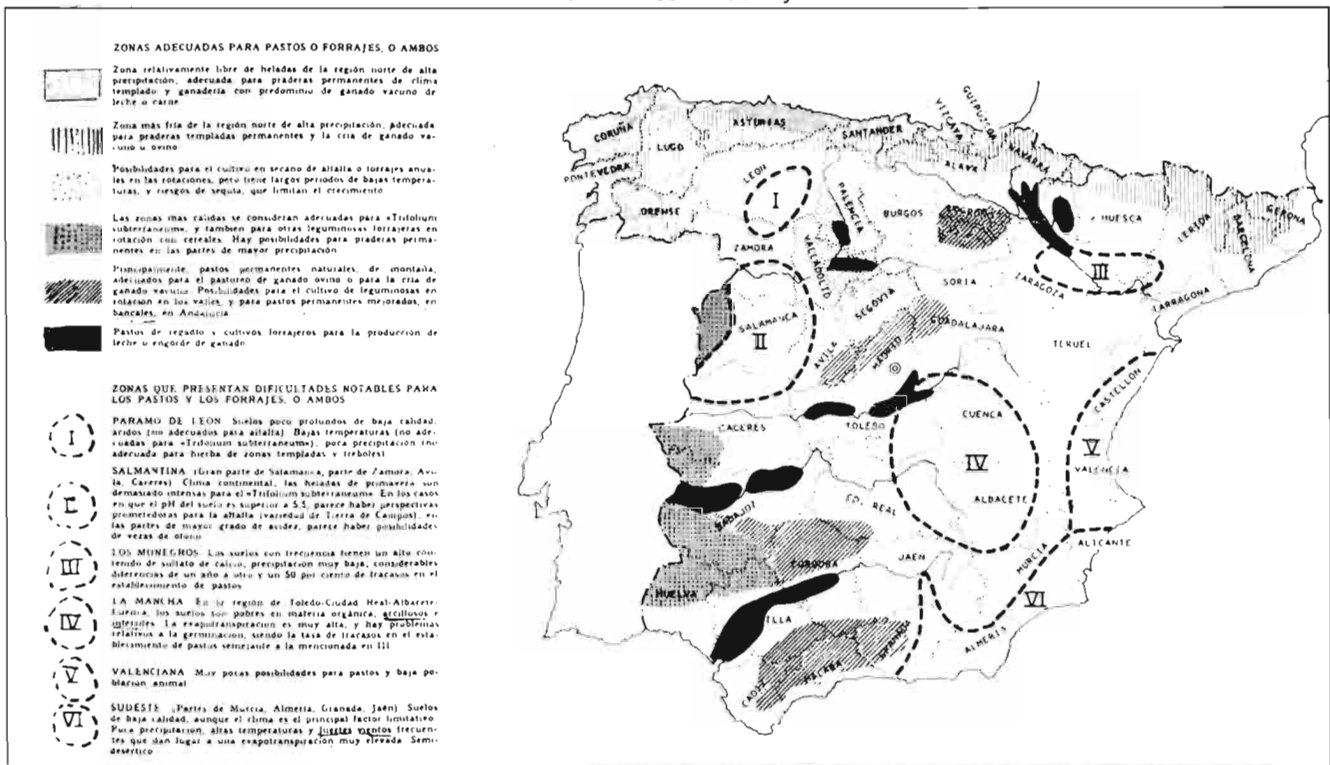 ZONAS ADECUADAS PARA PASTOS O FORRAJES, O AMBOS
Zona relativamente libre de heladas de la región norte de alta
precipitación, adecuada para praderas permanentes de clima
templado y ganadería con predominio de ganado vacuno de
leche o carne
Zona más fría de la región norte de alta precipitación, adecuada
para praderas templadas permanentes y la cría de ganado va-
cuno u ovino
Posibilidades para el cultivo en secano de alfalfa o forrajes anua-
les en las rotaciones, pero tiene largos periodos de bajas tempera-
turas, y riesgos de sequía, que limitan el crecimiento
Las zonas mas calidas se consideran adecuadas para «Trifolium
subterraneum», y también para otras leguminosas forrajeras en
rotación con cereales. Hay posibilidades para praderas perma-
nentes en las partes de mayor precipitación
Principalmente, pastos permanentes naturales, de montaña,
adecuados para el pastoreo de ganado ovino o para la cría de
ganado vacuno. Posibilidades para el cultivo de leguminosas en
rotación en los valles, y para pastos permanentes mejorados, en
bancales, en Andalucía
Pastos de regadío y cultivos forrajeros para la producción de
leche o engorde de ganado
ZONAS QUE PRESENTAN DIFICULTADES NOTABLES PARA
LOS PASTOS Y LOS FORRAJES, O AMBOS
I
PARAMO DE LEON Suelos poco profundos de baja calidad,
ácidos (no adecuados para alfalfa). Bajas temperaturas (no ade-
cuadas para «Trifolium subterraneum»), poca precipitación (no
adecuada para hierba de zonas templadas y treboles)
II
SALMANTINA (Gran parte de Salamanca, parte de Zamora, Avi-
la, Caceres) Clima continental, las heladas de primavera son
demasiado intensas para el «Trifolium subterraneum» En los casos
en que el pH del suelo es superior a 5,5, parece haber perspectivas
prometedoras para la alfalfa (variedad de Tierra de Campos), en
las partes de mayor grado de acidez, parece haber posibilidades
de vezas de otoño
III
LOS MONEGROS Los suelos con frecuencia tienen un alto con-
tenido de sulfato de calcio, precipitación muy baja, considerables
diferencias de un año a otro y un 50 por ciento de fracasos en el
establecimiento de pastos
IV
LA MANCHA En la región de Toledo-Ciudad Real-Albacete-
Cuenca, los suelos son pobres en materia orgánica, arcillosos e
infertiles. La evapotranspiración es muy alta, y hay problemas
relativos a la germinación, siendo la tasa de fracasos en el esta-
blecimiento de pastos semejante a la mencionada en III
V
VALENCIANA Muy pocas posibilidades para pastos y baja po-
blación animal
VI
SUDESTE (Partes de Murcia, Almería, Granada, Jaén) Suelos
de baja calidad, aunque el clima es el principal factor limitativo
Poca precipitación, altas temperaturas y fuertes vientos frecuen-
tes que dan lugar a una evapotranspiración muy elevada Semi-
desértico
CORUÑA
LUGO
ASTURIAS
SANTANDER
VIZCAYA
GUIPUZCOA
NAVARRA
ALAVA
PONTEVEDRA
ORENSE
LEON
I
PALENCIA
BURGOS
HUESCA
LERIDA
GERONA
BARCELONA
ZAMORA
VALLADOLID
III
ZARAGOZA
SORIA
SEGOVIA
TARRAGONA
SALAMANCA
II
AVILA
MADRID
GUADALAJARA
TERUEL
CASTELLON
CACERES
TOLEDO
CUENCA
IV
V
VALENCIA
ALBACETE
BADAJOZ
REAL
JAEN
MURCIA
ALICANTE
CORDOBA
HUELVA
ILLA
VI
ALMERIA
CADIZ
MALAGA